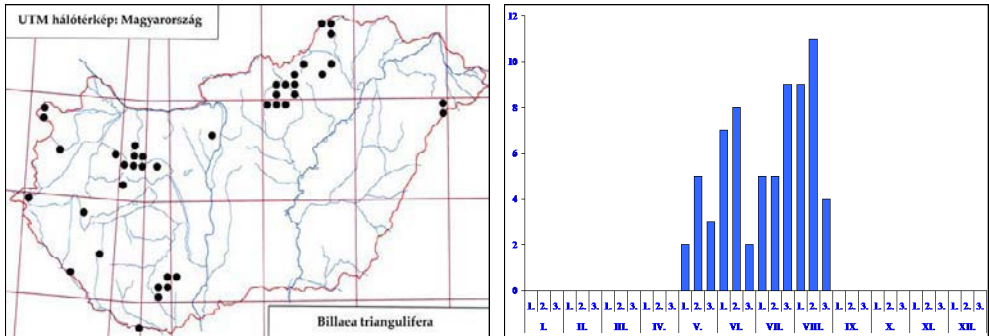 UTM hálótérkép: Magyarország
Billaea triangulifera
12
10
8
6
4
2
0
1. 2. 3. 1. 2. 3. 1. 2. 3. 1. 2. 3. 1. 2. 3. 1. 2. 3. 1. 2. 3. 1. 2. 3. 1. 2. 3. 1. 2. 3. 1. 2. 3. 1. 2. 3.
I. II. III. IV. V. VI. VII. VIII. IX. X. XI. XII.